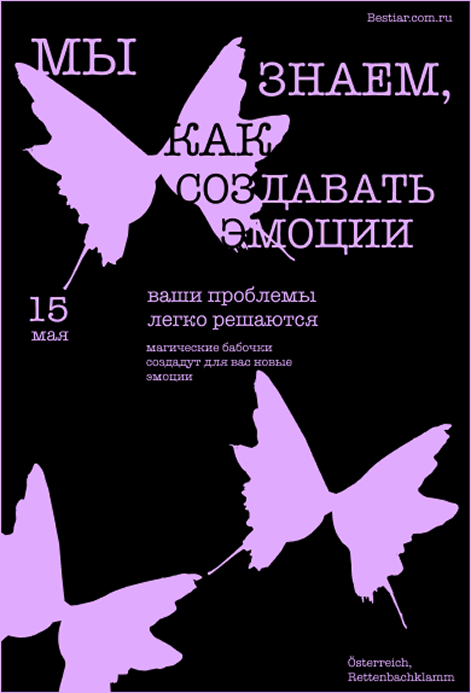 Bestiar.com.ru
МЫ
ЗНАЕМ,
КАК
СОЗДАВАТЬ
ЭМОЦИИ
15
мая
ваши проблемы
легко решаются
магические бабочки
создадут для вас новые
эмоции
Österreich,
Rettenbachklamm